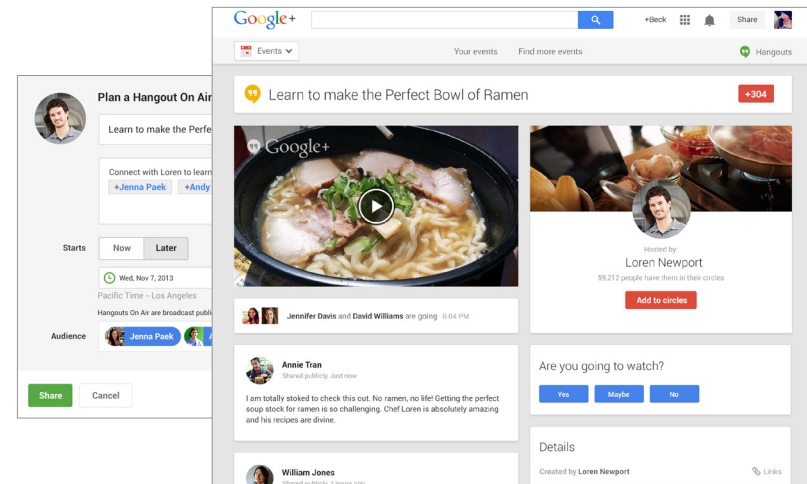 Plan a Hangout On Air
Learn to make the Perfe
Connect with Loren to learn
+Jenna Paek +Andy
Starts Now Later
Wed, Nov 7, 2013
Pacific Time - Los Angeles
Hangouts On Air are broadcast publi
Audience Jenna Paek
Share Cancel
Google+ +Beck Share
Events Your events Find more events Hangouts
Learn to make the Perfect Bowl of Ramen +304
Google+
Hosted by:
Loren Newport
59,212 people have them in their circles
Add to circles
Jennifer Davis and David Williams are going 6:04 PM
Annie Tran
Shared publicly, Just now
I am totally stoked to check this out. No ramen, no life! Getting the perfect
soup stock for ramen is so challenging. Chef Loren is absolutely amazing
and his recipes are divine.
William Jones
Shared publicly, 2 hours ago
Are you going to watch?
Yes Maybe No
Details
Created by Loren Newport Links